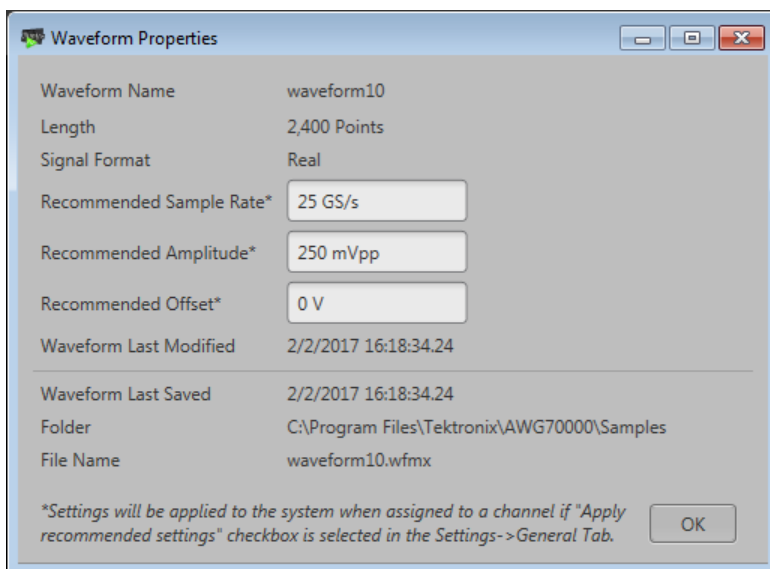 Waveform Properties
Waveform Name waveform10
Length 2,400 Points
Signal Format Real
Recommended Sample Rate* 25 GS/s
Recommended Amplitude* 250 mVpp
Recommended Offset* 0 V
Waveform Last Modified 2/2/2017 16:18:34.24
Waveform Last Saved 2/2/2017 16:18:34.24
Folder C:\Program Files\Tektronix\AWG70000\Samples
File Name waveform10.wfmx
*Settings will be applied to the system when assigned to a channel if "Apply
recommended settings" checkbox is selected in the Settings->General Tab.
OK